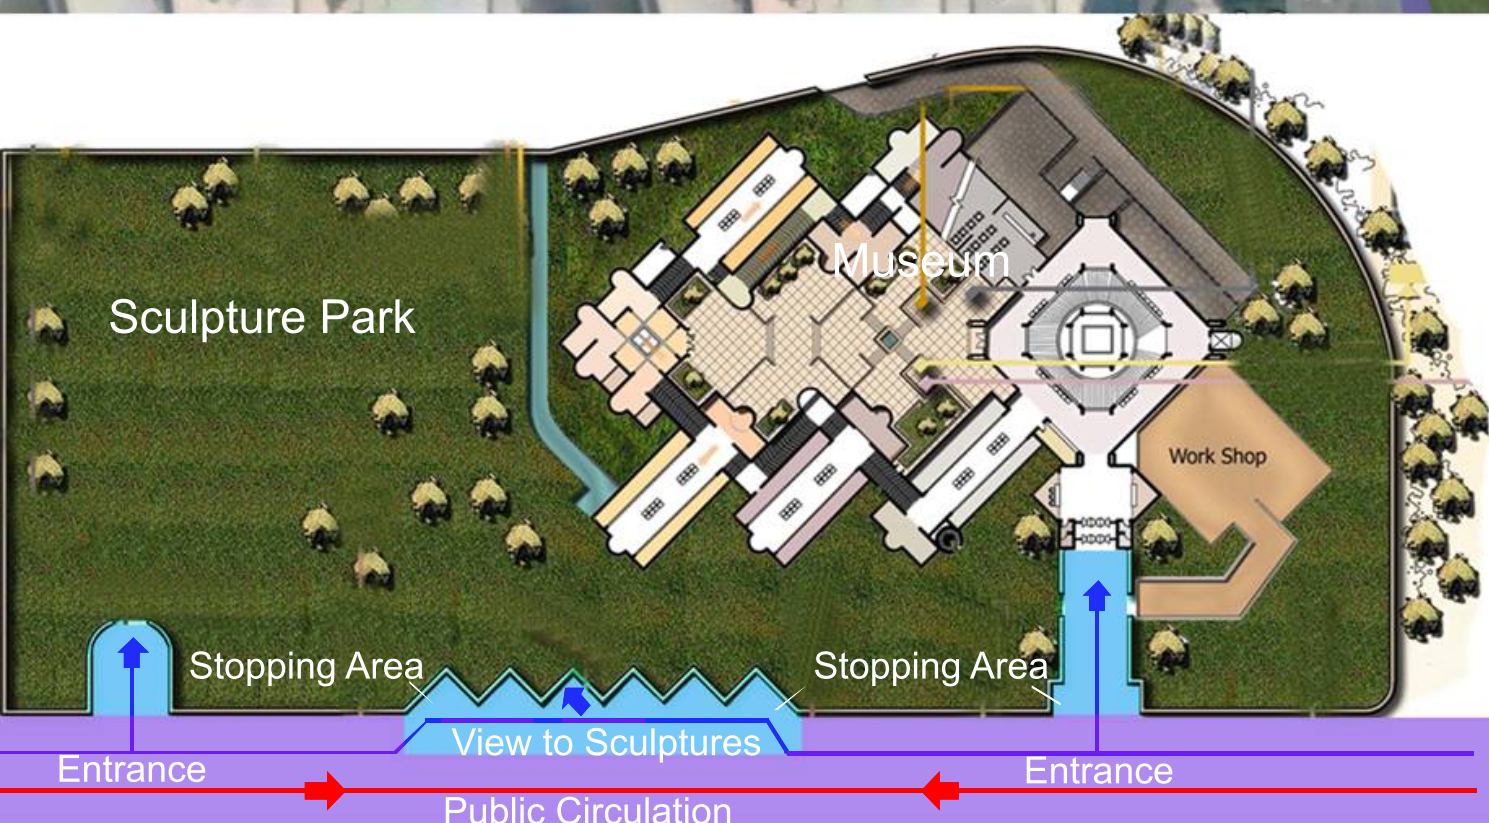 Museum
Sculpture Park
Work Shop
Stopping Area
Stopping Area
View to Sculptures
Entrance
Entrance
Public Circulation